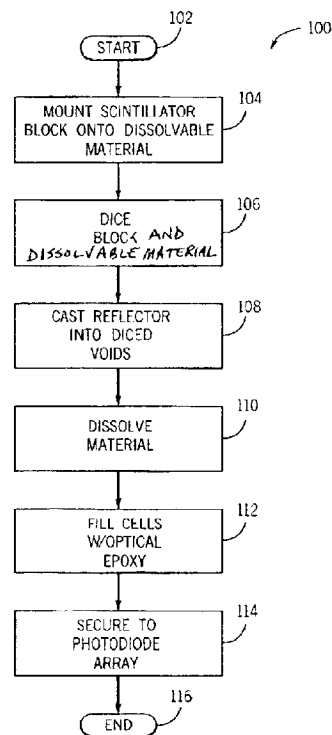 102
START
100
MOUNT SCINTILLATOR
BLOCK ONTO DISSOLVABLE
MATERIAL
104
DICE
BLOCK AND
DISSOLVABLE MATERIAL
106
CAST REFLECTOR
INTO DICED
VOIDS
108
DISSOLVE
MATERIAL
110
FILL CELLS
W/OPTICAL
EPOXY
112
SECURE TO
PHOTODIODE
ARRAY
114
END
116